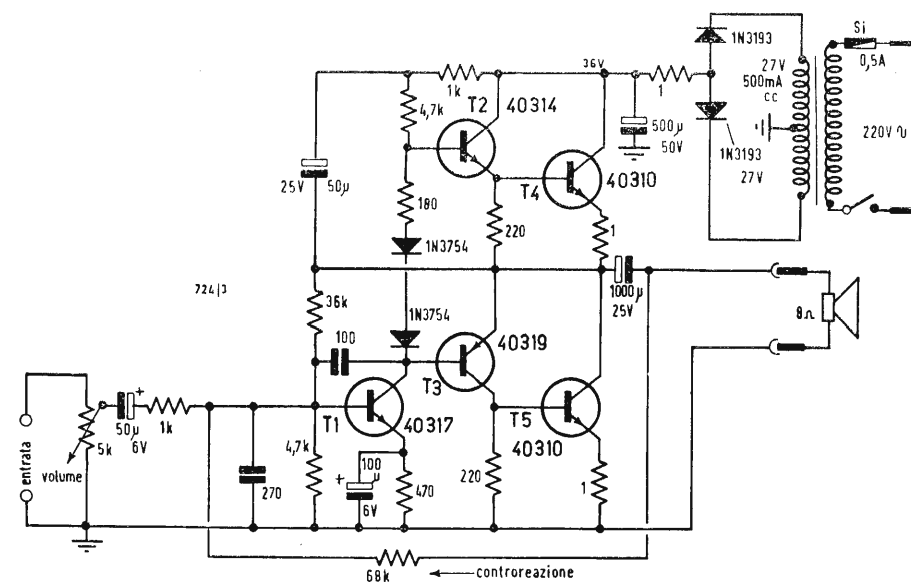 1N3193
Si
0,5A
27V
500mA
CC
220V ∿
1N3193
27V
36V
1
500μ
50V
1k
T2
40314
4,7k
25V
50μ
180
1N3754
T4
40310
220
1
724/3
36k
1N3754
100
1000μ
25V
8Ω
T3
40319
T1
40317
T5
40310
entrata
5k
volume
+
50μ
6V
1k
270
4,7k
+
100
μ
6V
470
220
1
68k
controreazione